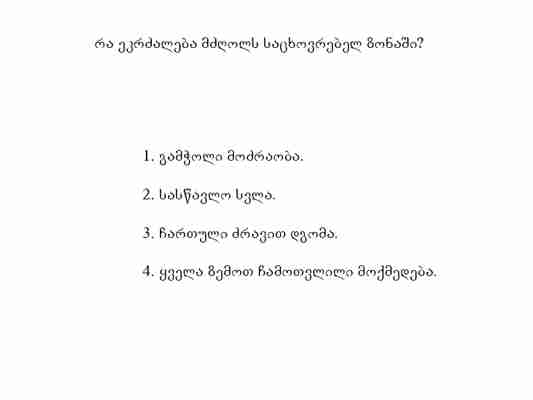 რა ეკრძალება მძღოლს საცხოვრებელ ზონაში?
1. გამჭოლი მოძრაობა.
2. სასწავლო სვლა.
3. ჩართული ძრავით დგომა.
4. ყველა ზემოთ ჩამოთვლილი მოქმედება.